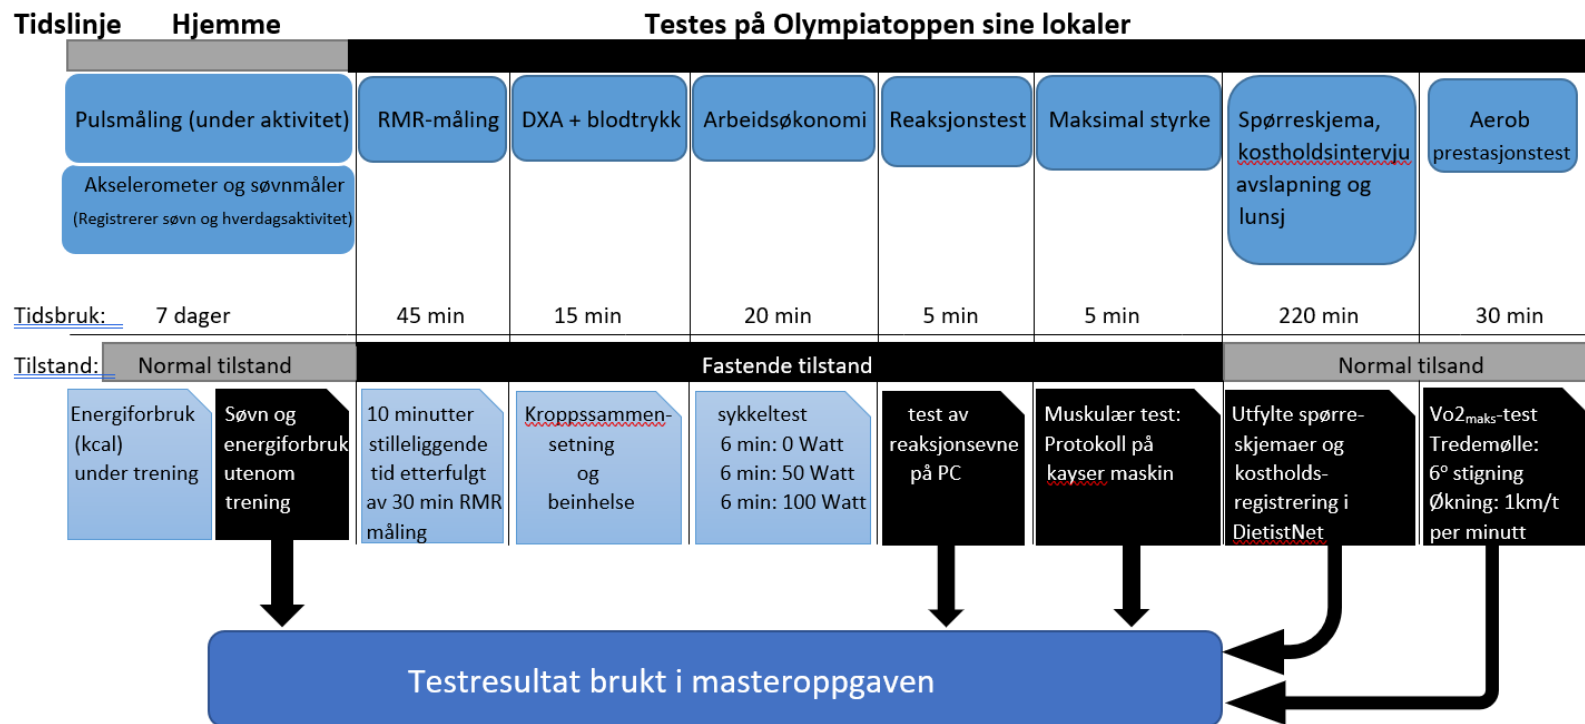 Tidslinje Hjemme Testes på Olympiatoppen sine lokaler
Pulsmåling (under aktivitet)
Akselerometer og søvnmåler
(Registrerer søvn og hverdagsaktivitet)
RMR-måling
DXA + blodtrykk
Arbeidsøkonomi
Reaksjonstest
Maksimal styrke
Spørreskjema,
kostholdsintervju
avslapning og
lunsj
Aerob
prestasjonstest
Tidsbruk: 7 dager 45 min 15 min 20 min 5 min 5 min 220 min 30 min
Tilstand: Normal tilstand Fastende tilstand Normal tilsand
Energiforbruk
(kcal)
under trening
Søvn og
energiforbruk
utenom
trening
10 minutter
stilleliggende
tid etterfulgt
av 30 min RMR
måling
Kroppssammen-
setning
og
beinhelse
sykkeltest
6 min: 0 Watt
6 min: 50 Watt
6 min: 100 Watt
test av
reaksjonsevne
på PC
Muskulær test:
Protokoll på
kayser maskin
Utfylte spørre-
skjemaer og
kostholds-
registrering i
DietistNet
Vo2maks-test
Tredemølle:
6° stigning
Økning: 1km/t
per minutt
Testresultat brukt i masteroppgaven